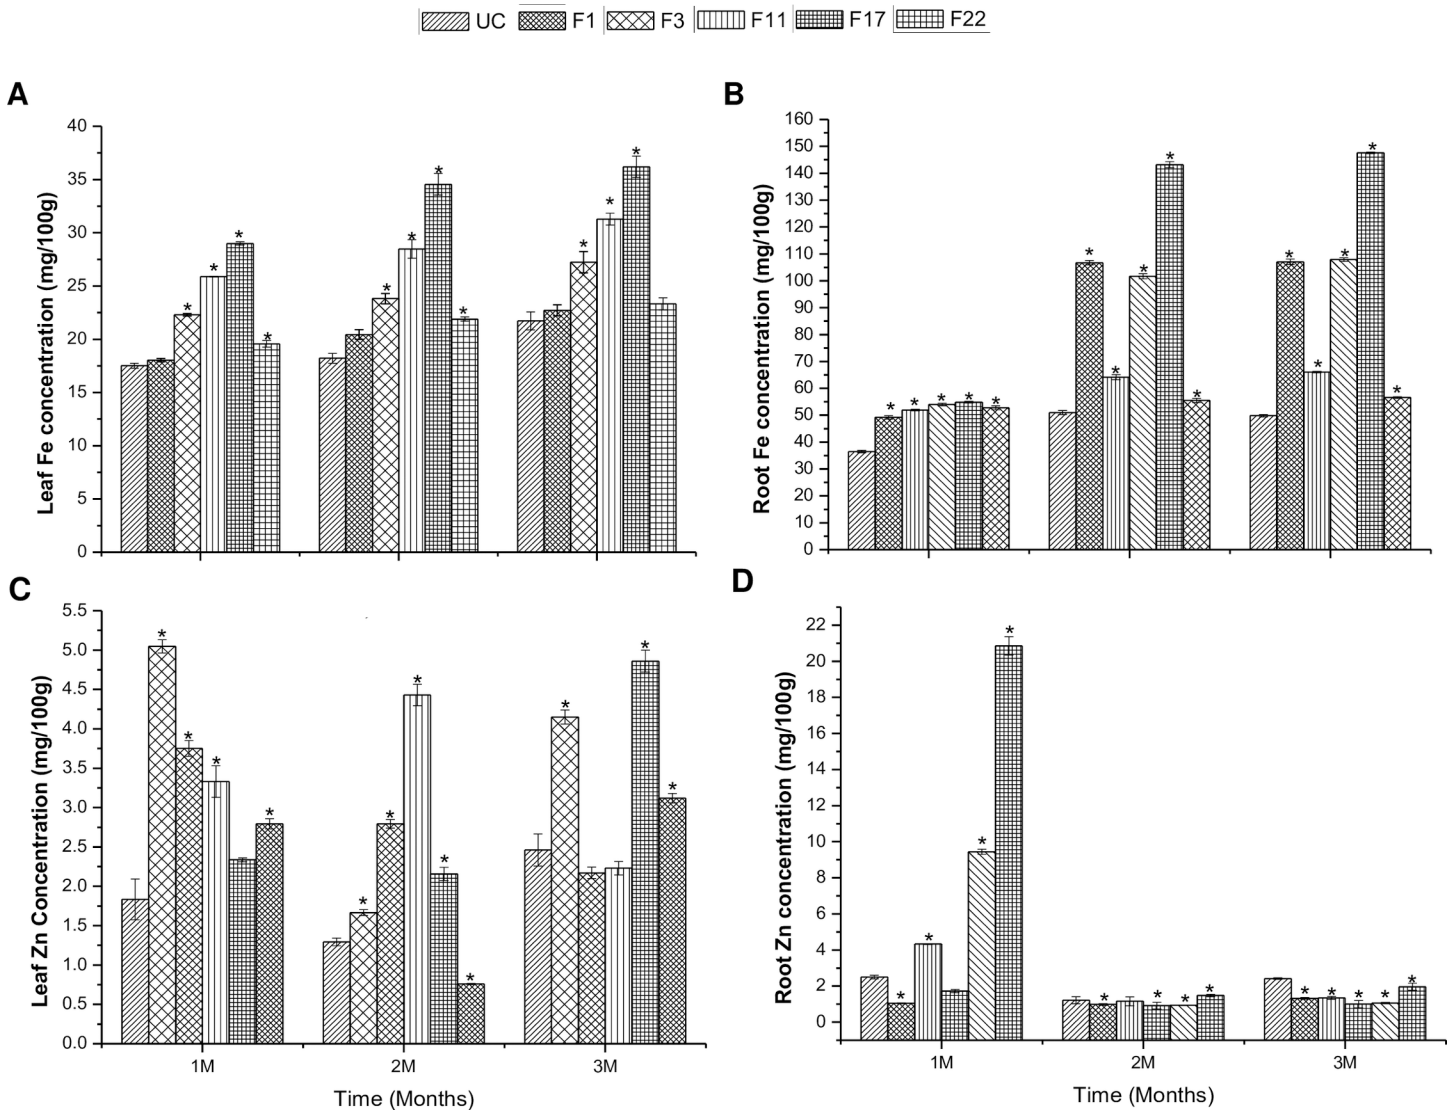 UC F1 F3 F11 F17 F22
A
Leaf Fe concentration (mg/100g)
40
35
30
25
20
15
10
5
0
* * * * * * * * * * *
B
Root Fe concentration (mg/100g)
160
150
140
130
120
110
100
90
80
70
60
50
40
30
20
10
0
* * * * * * * * * * * * * * *
C
Leaf Zn Concentration (mg/100g)
5.5
5.0
4.5
4.0
3.5
3.0
2.5
2.0
1.5
1.0
0.5
0.0
* * * * * * * * * * * *
1M 2M 3M
Time (Months)
D
Root Zn concentration (mg/100g)
22
20
18
16
14
12
10
8
6
4
2
0
* * * * * * * * * * * * *
1M 2M 3M
Time (Months)